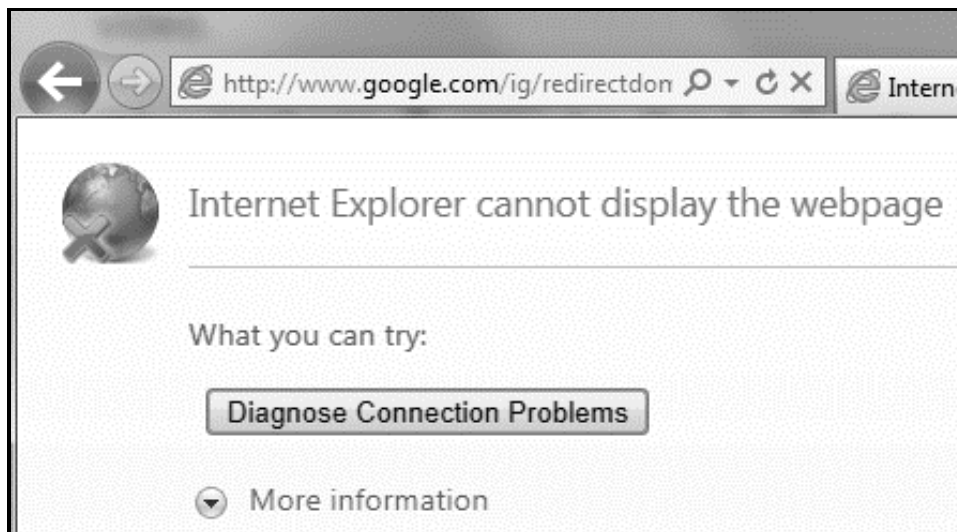 http://www.google.com/ig/redirectdon
Intern
Internet Explorer cannot display the webpage
What you can try:
Diagnose Connection Problems
More information